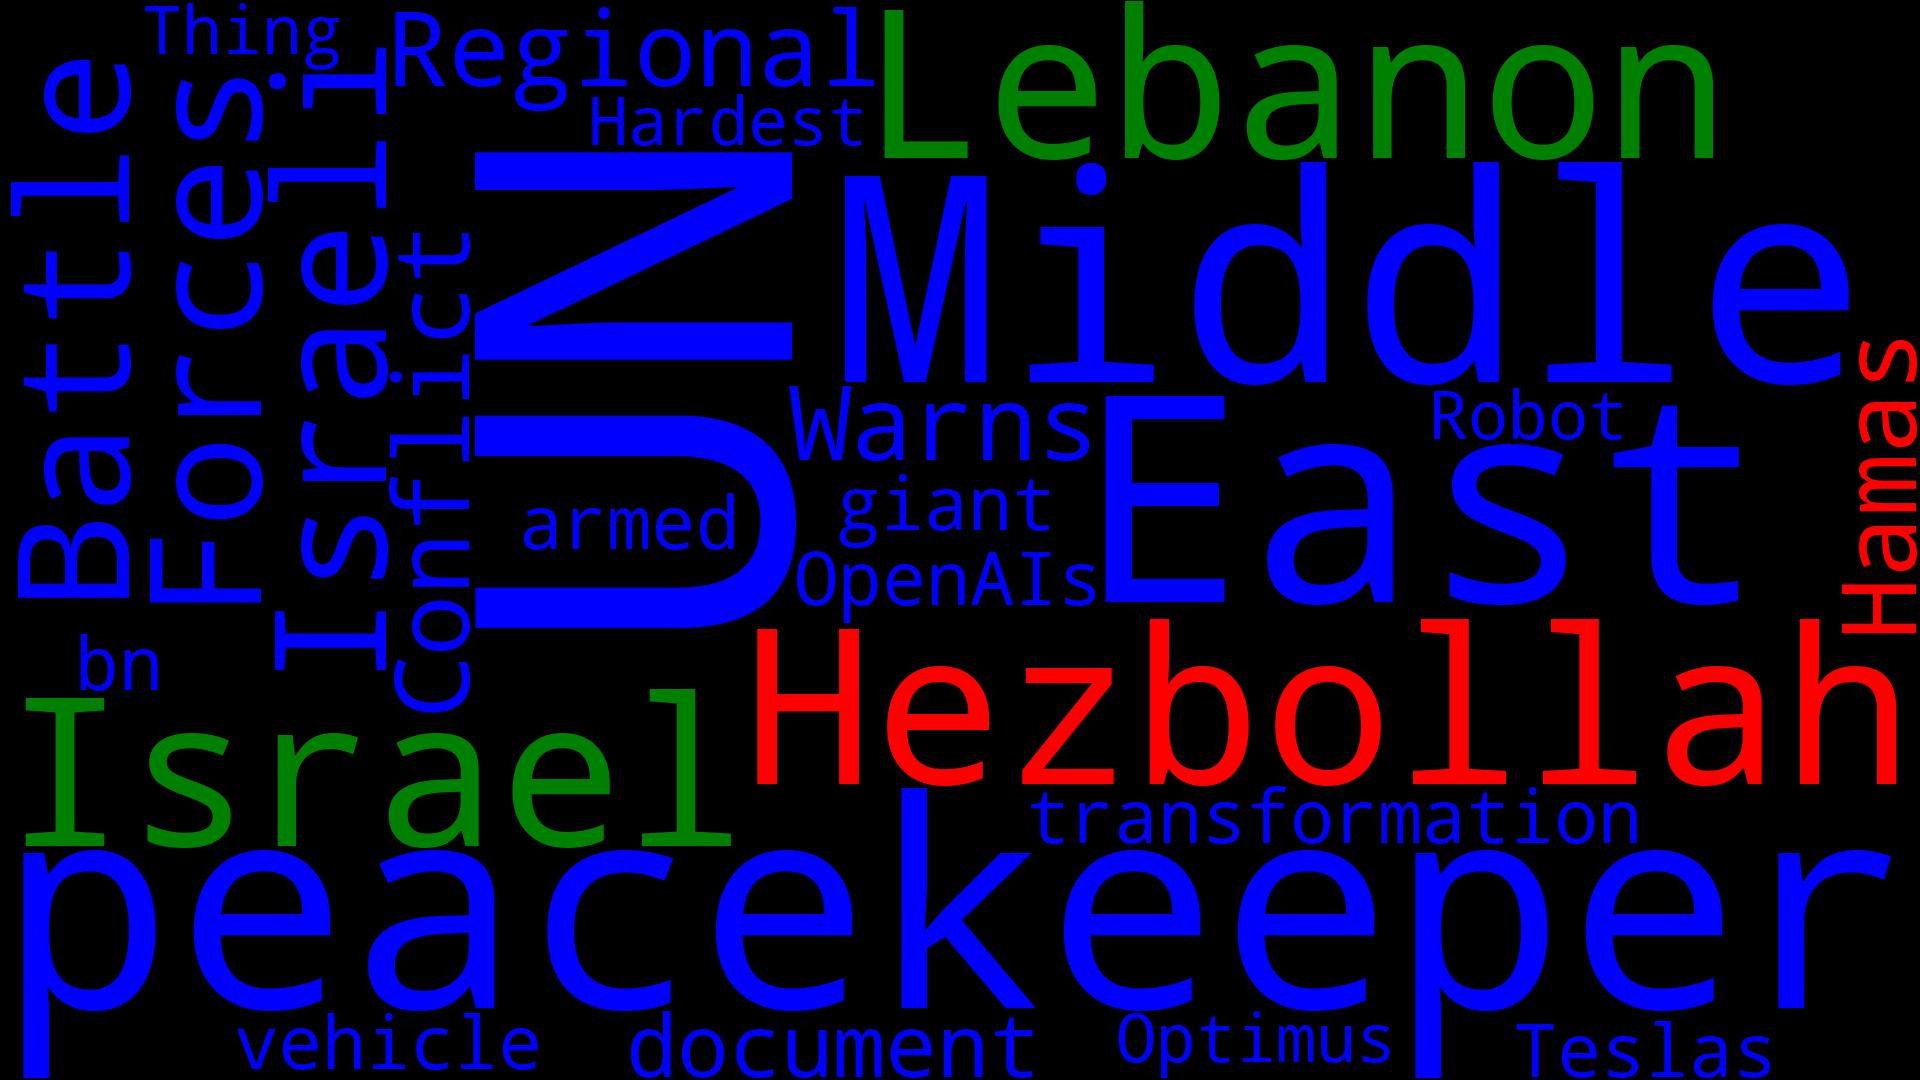 Thing
Regional
Lebanon
Hardest
Battle
Forces
Israeli
Conflict
UN
Middle
Warns
East
Robot
Hamas
armed
giant
OpenAIs
bn
Hezbollah
Israel
transformation
peacekeeper
vehicle
document
Optimus
Teslas